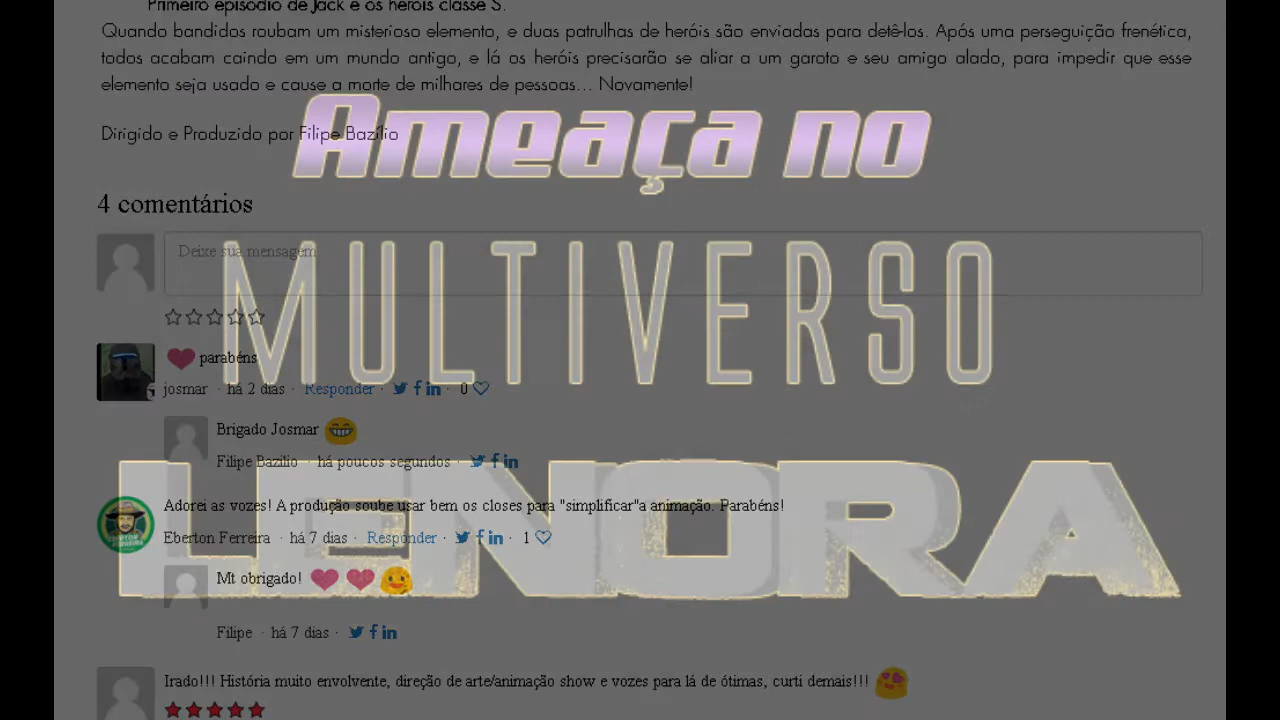 Primeiro episódio de Jack e os heróis classe S.
Quando bandidos roubam um misterioso elemento, e duas patrulhas de heróis são enviadas para detê-los. Após uma perseguição frenética,
todos acabam caindo em um mundo antigo, e lá os heróis precisarão se aliar a um garoto e seu amigo alado, para impedir que esse
elemento seja usado e cause a morte de milhares de pessoas... Novamente!
Dirigido e Produzido por Filipe Bazílio
Ameaça no
4 comentários
Deixe sua mensagem
MULTIVERSO
parabéns
josmar · há 2 dias · Responder · · 0
Brigado Josmar
Filipe Bazilio · há poucos segundos ·
LENORA
Adorei as vozes! A produção soube usar bem os closes para "simplificar"a animação. Parabéns!
Eberton Ferreira · há 7 dias · Responder · · 1
Mt obrigado!
Filipe · há 7 dias ·
Irado!!! História muito envolvente, direção de arte/animação show e vozes para lá de ótimas, curti demais!!!